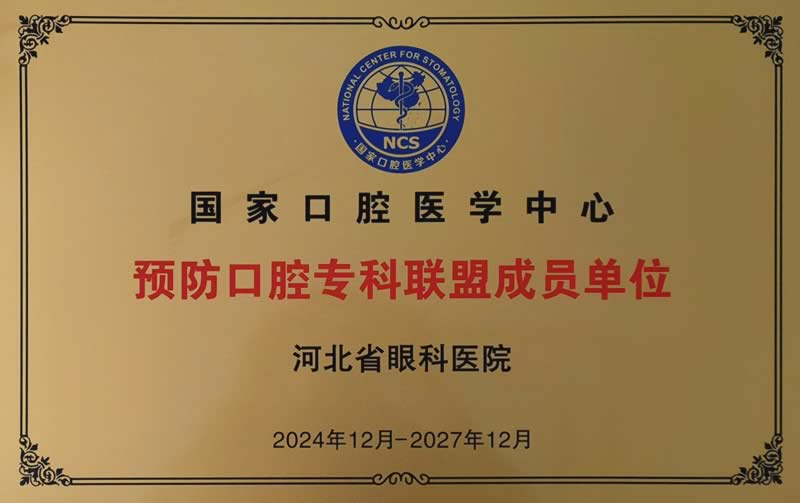 NATIONAL CENTER FOR STOMATOLOGY
NCS
·国家口腔医学中心·
国家口腔医学中心
预防口腔专科联盟成员单位
河北省眼科医院
2024年12月-2027年12月